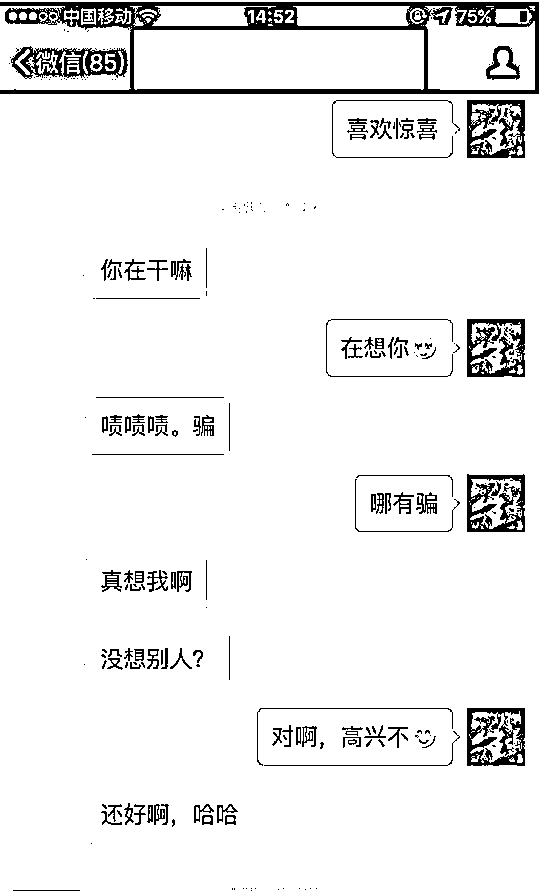 中国移动 14:52 75%
微信(85)
喜欢惊喜
你在干嘛
在想你
啧啧啧。骗
哪有骗
真想我啊
没想别人？
对啊，高兴不
还好啊，哈哈